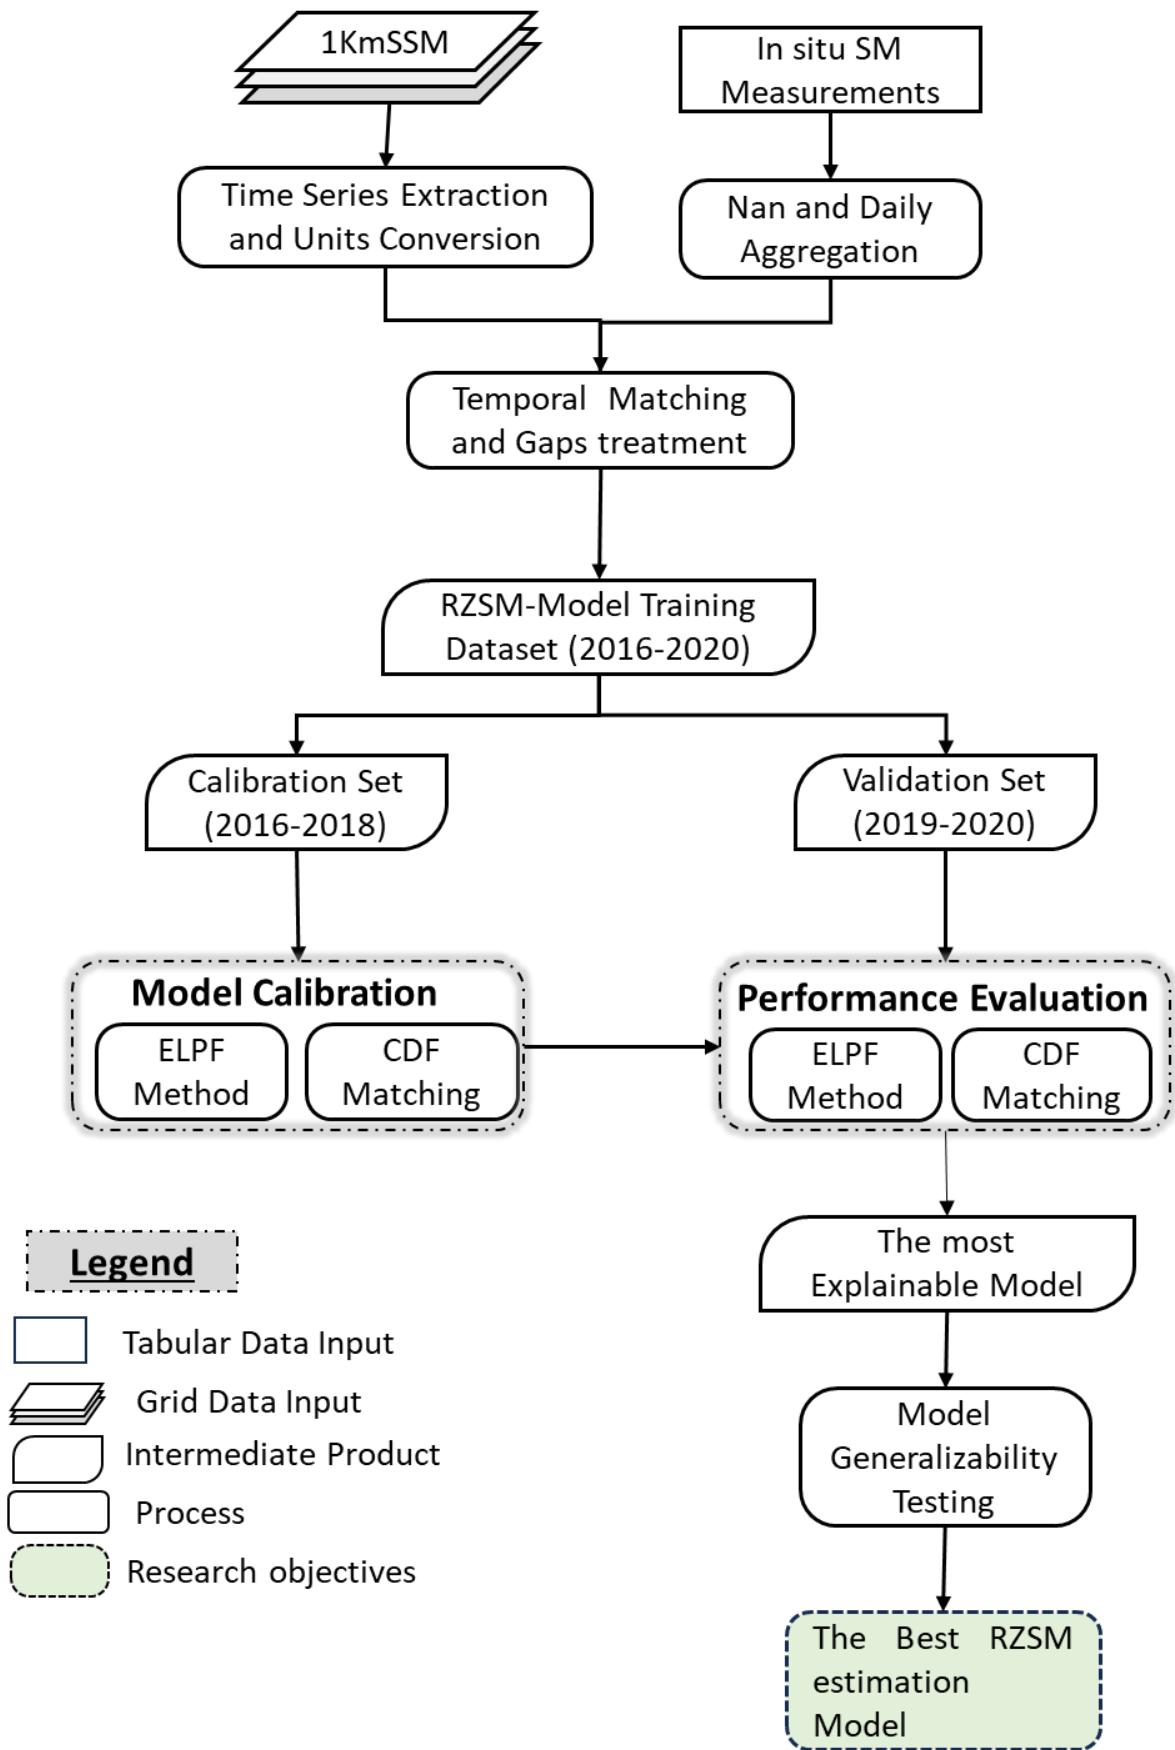 1KmSSM
In situ SM
Measurements
Time Series Extraction
and Units Conversion
Nan and Daily
Aggregation
Temporal Matching
and Gaps treatment
RZSM-Model Training
Dataset (2016-2020)
Calibration Set
(2016-2018)
Validation Set
(2019-2020)
Model Calibration
ELPF
Method
CDF
Matching
Performance Evaluation
ELPF
Method
CDF
Matching
The most
Explainable Model
Model
Generalizability
Testing
The Best RZSM
estimation
Model
Legend
Tabular Data Input
Grid Data Input
Intermediate Product
Process
Research objectives